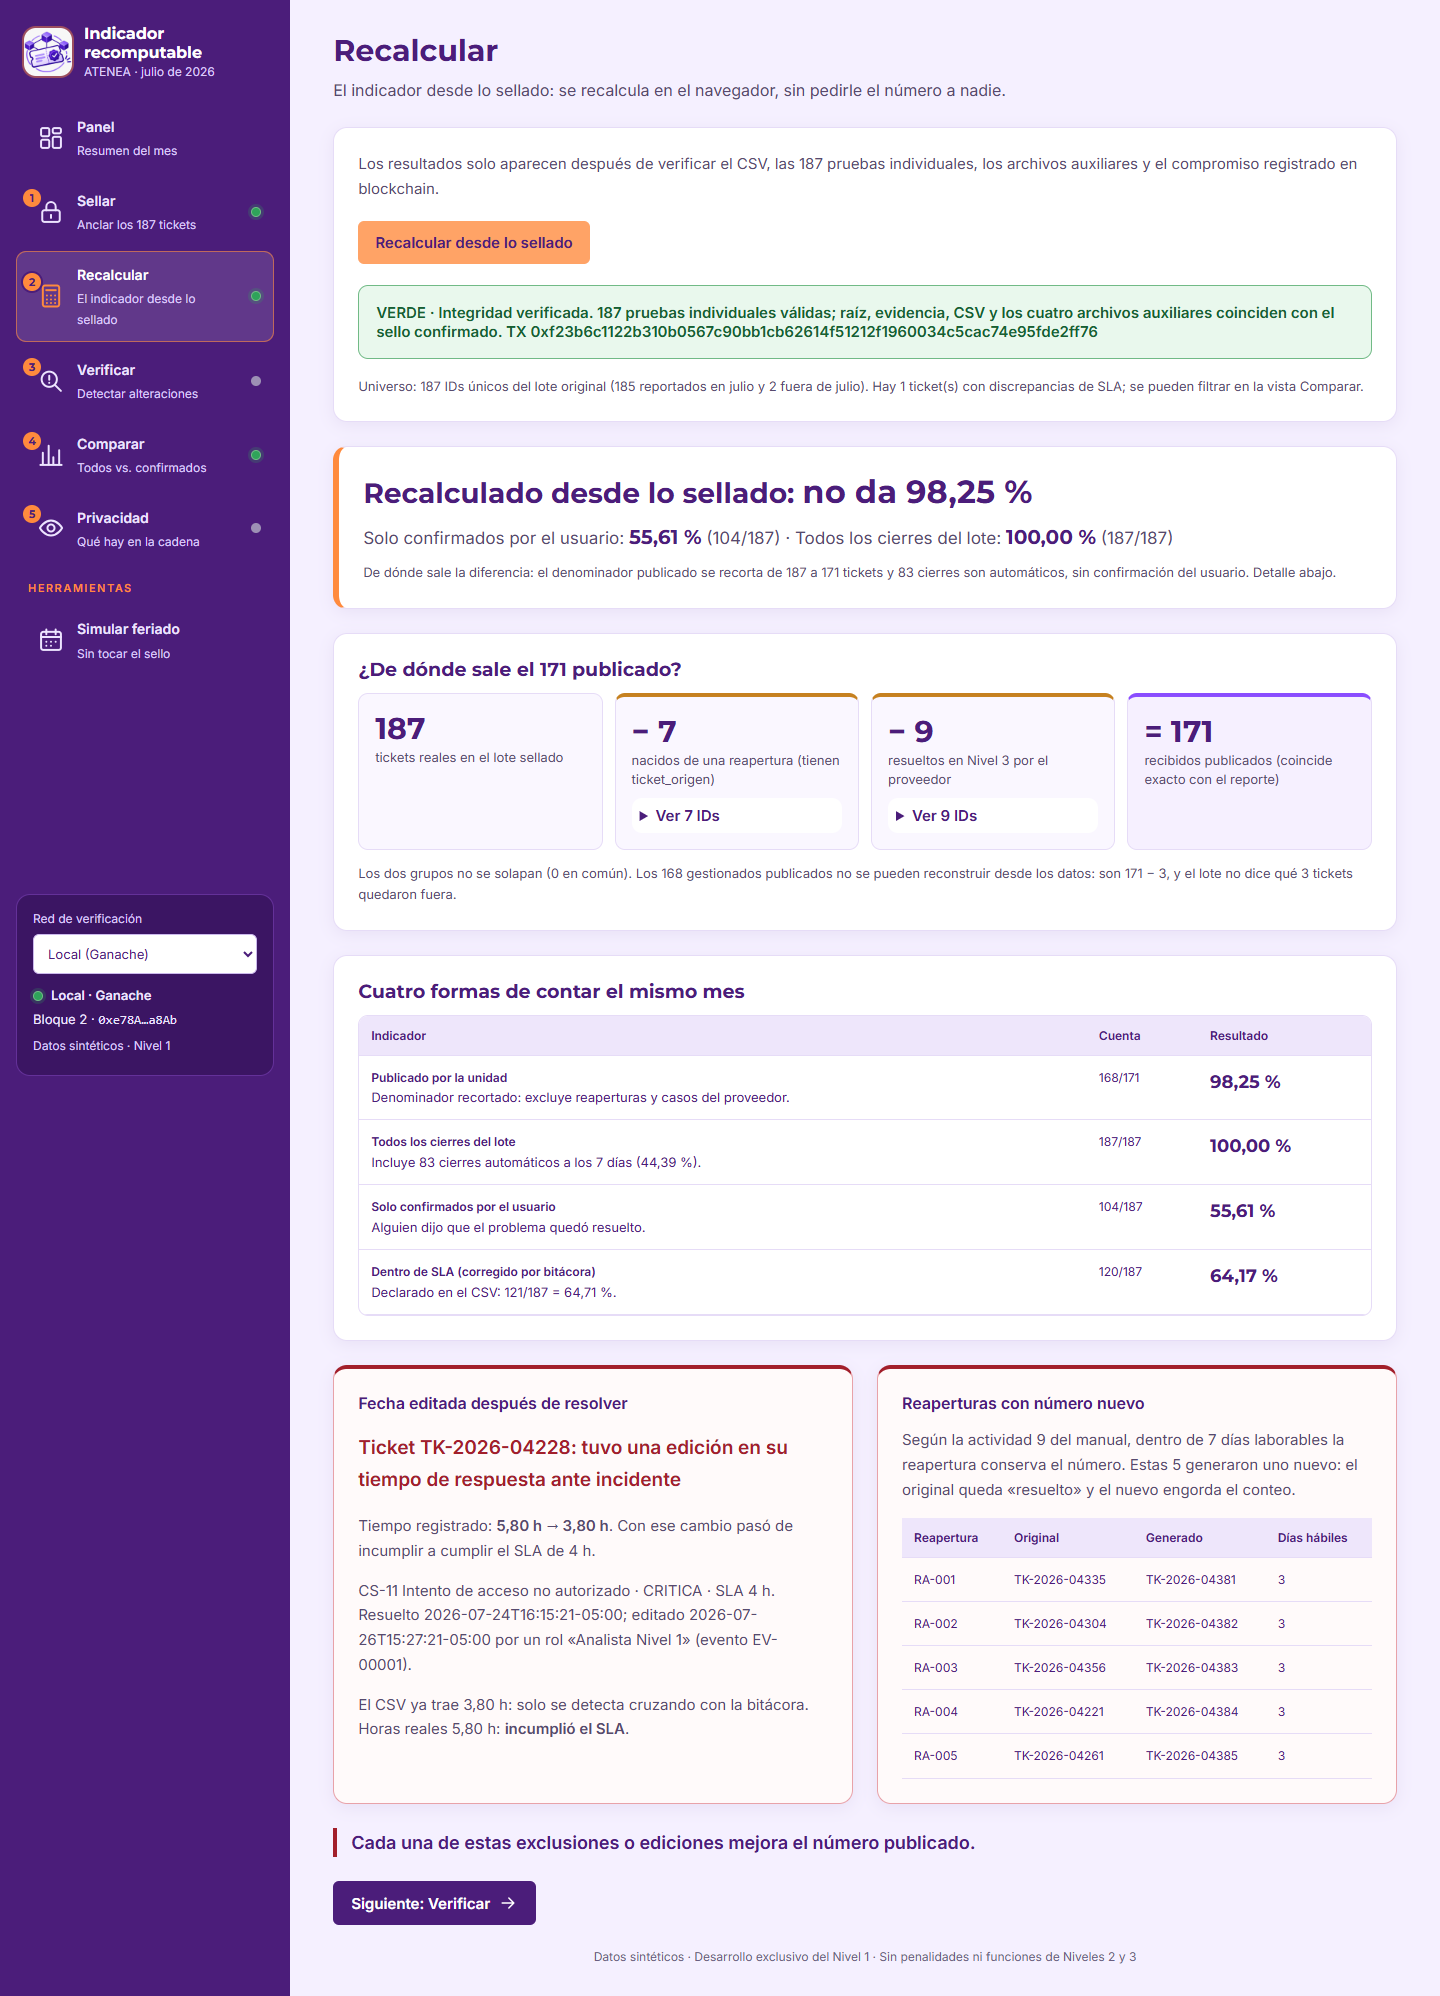 Indicador
recomputable
ATENEA · julio de 2026
Panel
Resumen del mes
1
Sellar
Anclar los 187 tickets
2
Recalcular
El indicador desde lo
sellado
3
Verificar
Detectar alteraciones
4
Comparar
Todos vs. confirmados
5
Privacidad
Qué hay en la cadena
HERRAMIENTAS
Simular feriado
Sin tocar el sello
Red de verificación
Local (Ganache)
Local · Ganache
Bloque 2 · 0xe78A…a8Ab
Datos sintéticos · Nivel 1
Recalcular
El indicador desde lo sellado: se recalcula en el navegador, sin pedirle el número a nadie.
Los resultados solo aparecen después de verificar el CSV, las 187 pruebas individuales, los archivos auxiliares y el compromiso registrado en
blockchain.
Recalcular desde lo sellado
VERDE · Integridad verificada. 187 pruebas individuales válidas; raíz, evidencia, CSV y los cuatro archivos auxiliares coinciden con el
sello confirmado. TX 0xf23b6c1122b310b0567c90bb1cb62614f51212f1960034c5cac74e95fde2ff76
Universo: 187 IDs únicos del lote original (185 reportados en julio y 2 fuera de julio). Hay 1 ticket(s) con discrepancias de SLA; se pueden filtrar en la vista Comparar.
Recalculado desde lo sellado: no da 98,25 %
Solo confirmados por el usuario: 55,61 % (104/187) · Todos los cierres del lote: 100,00 % (187/187)
De dónde sale la diferencia: el denominador publicado se recorta de 187 a 171 tickets y 83 cierres son automáticos, sin confirmación del usuario. Detalle abajo.
¿De dónde sale el 171 publicado?
187
tickets reales en el lote sellado
− 7
nacidos de una reapertura (tienen
ticket_origen)
▶ Ver 7 IDs
− 9
resueltos en Nivel 3 por el
proveedor
▶ Ver 9 IDs
= 171
recibidos publicados (coincide
exacto con el reporte)
Los dos grupos no se solapan (0 en común). Los 168 gestionados publicados no se pueden reconstruir desde los datos: son 171 − 3, y el lote no dice qué 3 tickets
quedaron fuera.
Cuatro formas de contar el mismo mes
Indicador Cuenta Resultado
Publicado por la unidad 168/171 98,25 %
Denominador recortado: excluye reaperturas y casos del proveedor.
Todos los cierres del lote 187/187 100,00 %
Incluye 83 cierres automáticos a los 7 días (44,39 %).
Solo confirmados por el usuario 104/187 55,61 %
Alguien dijo que el problema quedó resuelto.
Dentro de SLA (corregido por bitácora) 120/187 64,17 %
Declarado en el CSV: 121/187 = 64,71 %.
Fecha editada después de resolver
Ticket TK-2026-04228: tuvo una edición en su
tiempo de respuesta ante incidente
Tiempo registrado: 5,80 h → 3,80 h. Con ese cambio pasó de
incumplir a cumplir el SLA de 4 h.
CS-11 Intento de acceso no autorizado · CRITICA · SLA 4 h.
Resuelto 2026-07-24T16:15:21-05:00; editado 2026-07-
26T15:27:21-05:00 por un rol «Analista Nivel 1» (evento EV-
00001).
El CSV ya trae 3,80 h: solo se detecta cruzando con la bitácora.
Horas reales 5,80 h: incumplió el SLA.
Reaperturas con número nuevo
Según la actividad 9 del manual, dentro de 7 días laborables la
reapertura conserva el número. Estas 5 generaron uno nuevo: el
original queda «resuelto» y el nuevo engorda el conteo.
Reapertura Original Generado Días hábiles
RA-001 TK-2026-04335 TK-2026-04381 3
RA-002 TK-2026-04304 TK-2026-04382 3
RA-003 TK-2026-04356 TK-2026-04383 3
RA-004 TK-2026-04221 TK-2026-04384 3
RA-005 TK-2026-04261 TK-2026-04385 3
Cada una de estas exclusiones o ediciones mejora el número publicado.
Siguiente: Verificar →
Datos sintéticos · Desarrollo exclusivo del Nivel 1 · Sin penalidades ni funciones de Niveles 2 y 3